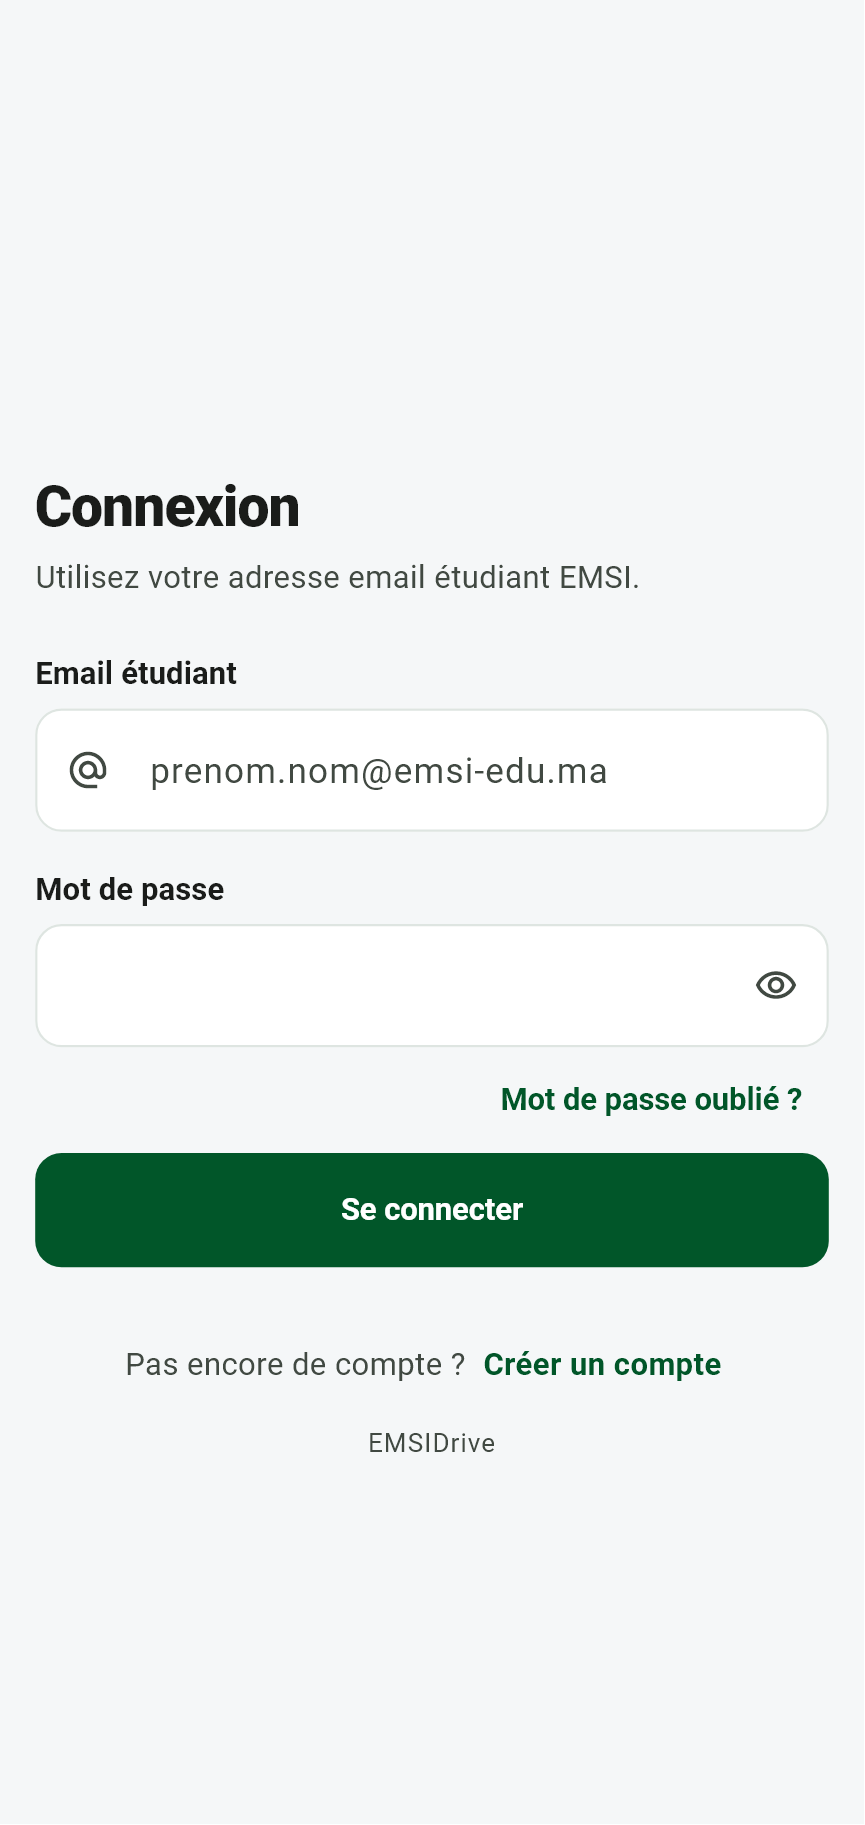 Connexion
Utilisez votre adresse email étudiant EMSI.
Email étudiant
prenom.nom@emsi-edu.ma
Mot de passe
Mot de passe oublié ?
Se connecter
Pas encore de compte ? Créer un compte
EMSIDrive